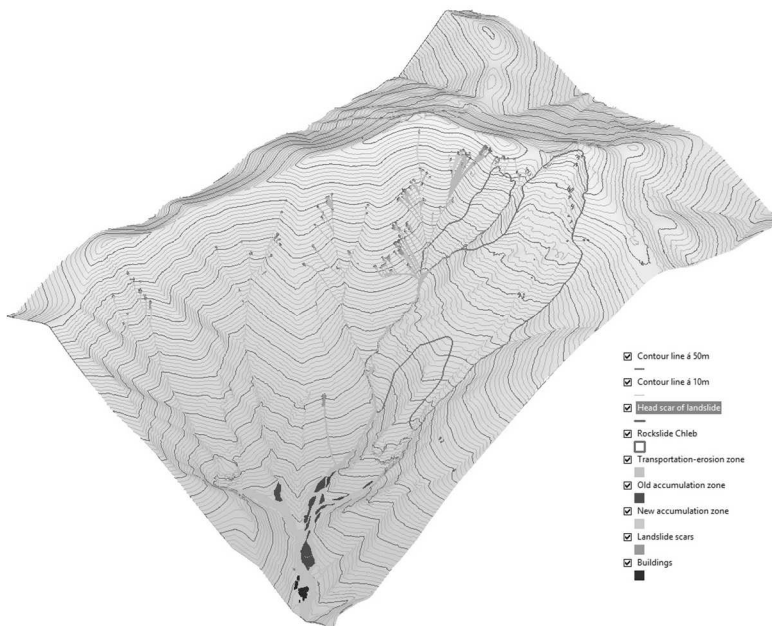 Contour line á 50m
Contour line á 10m
Head scar of landslide
Rockslide Chleb
Transportation-erosion zone
Old accumulation zone
New accumulation zone
Landslide scars
Buildings